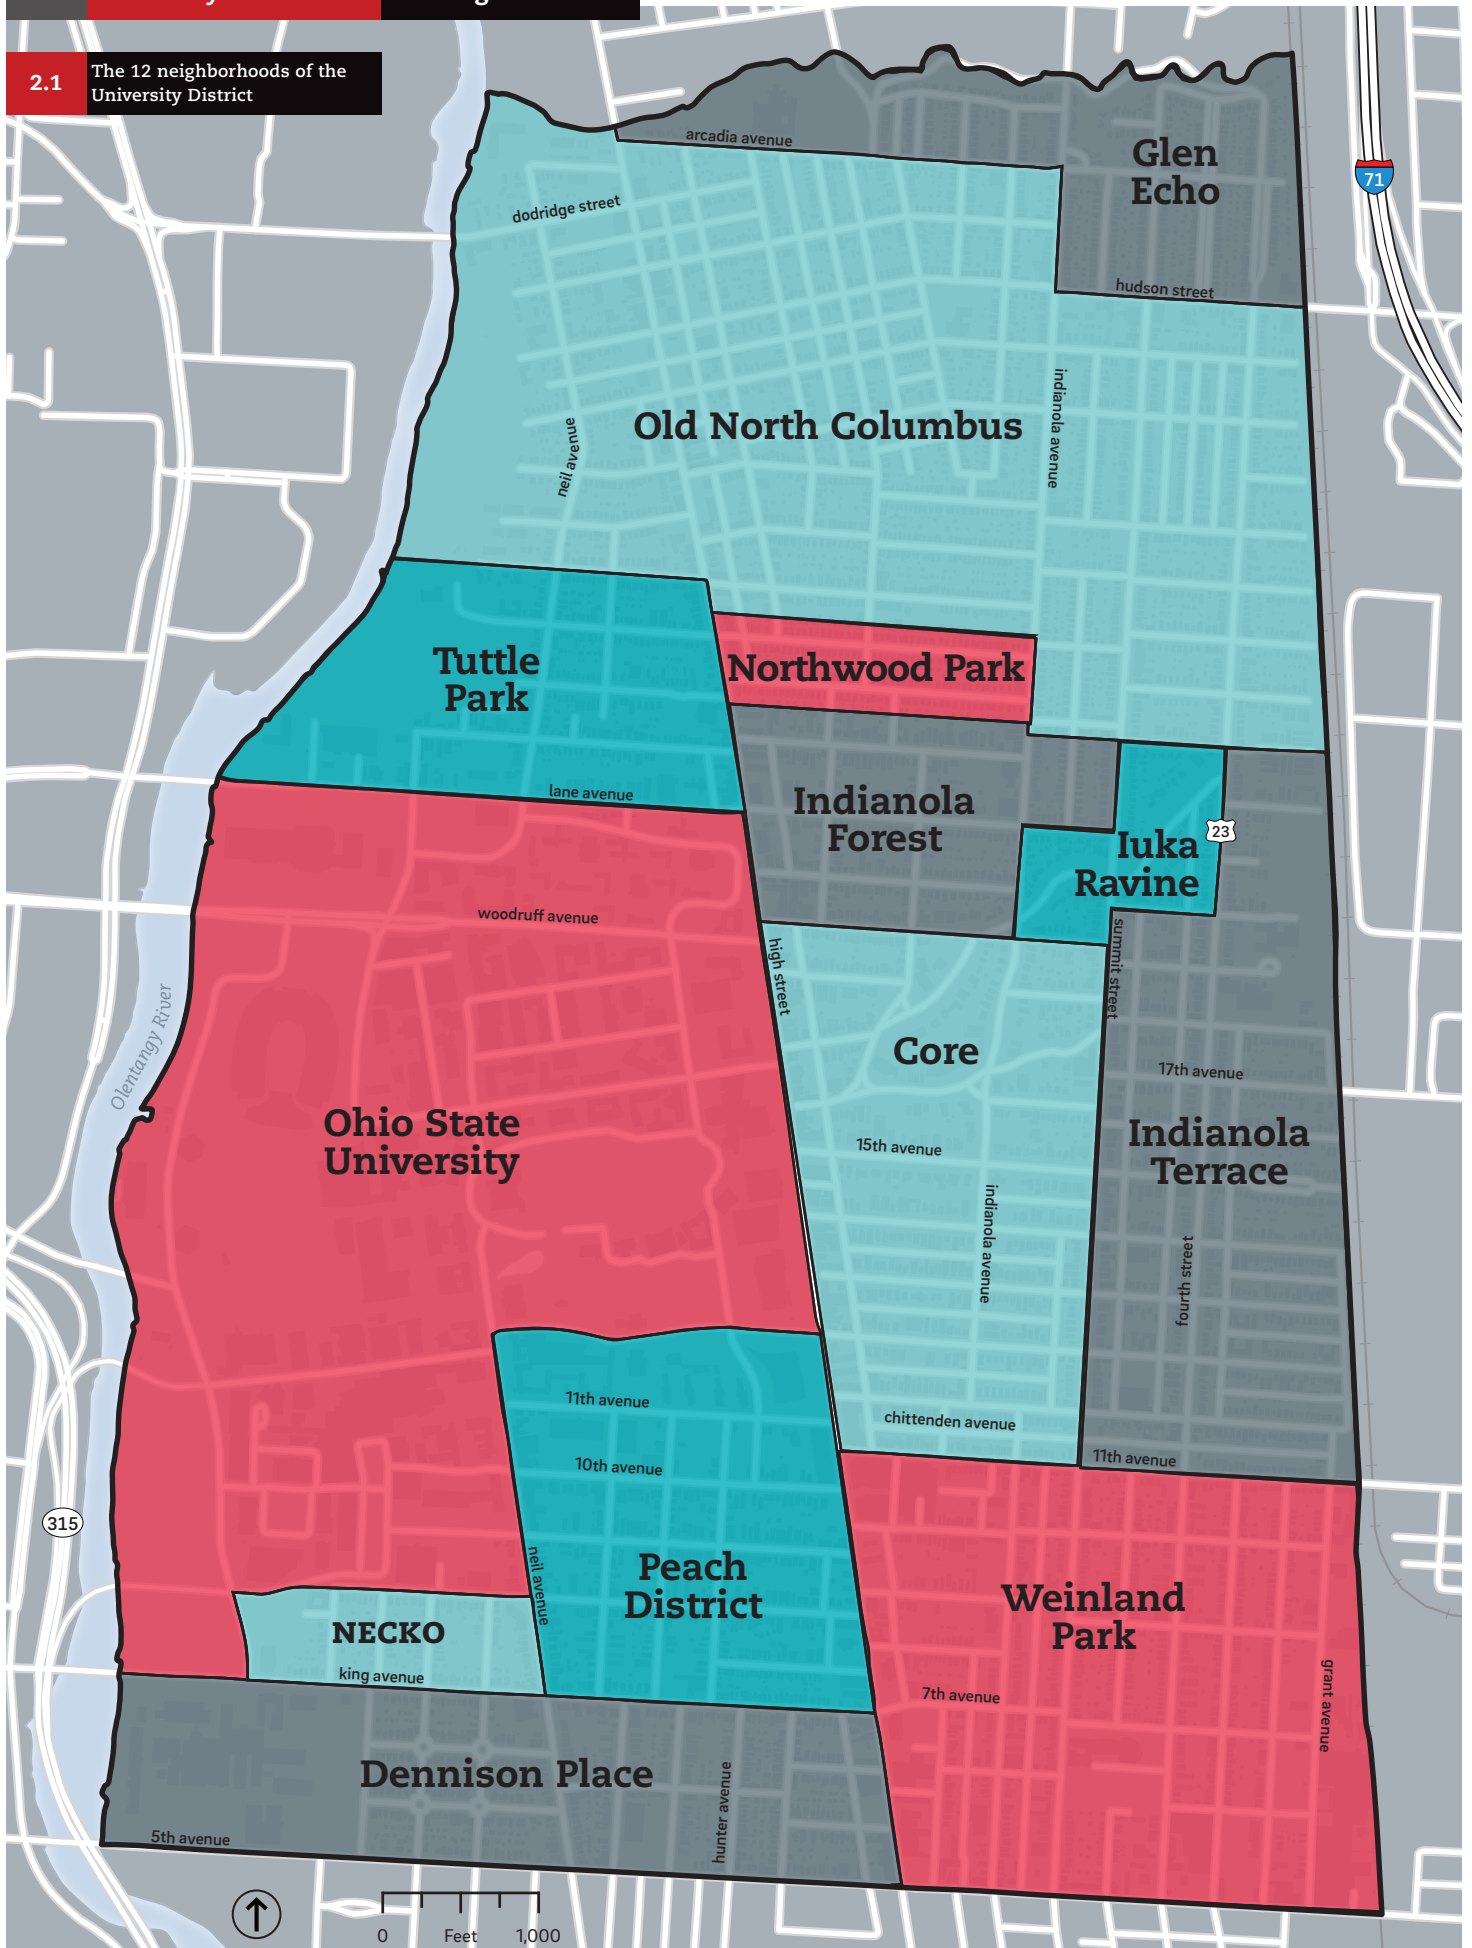 2.1
The 12 neighborhoods of the
University District
arcadia avenue
Glen
Echo
71
dodridge street
hudson street
indianola avenue
Old North Columbus
neil avenue
Tuttle
Park
Northwood Park
lane avenue
Indianola
Forest
23
Iuka
Ravine
woodruff avenue
summit street
high street
Olentangy River
Core
17th avenue
Ohio State
University
15th avenue
Indianola
Terrace
indianola avenue
fourth street
11th avenue
chittenden avenue
10th avenue
11th avenue
315
neil avenue
Peach
District
Weinland
Park
NECKO
king avenue
7th avenue
grant avenue
Dennison Place
hunter avenue
5th avenue
0 Feet 1,000